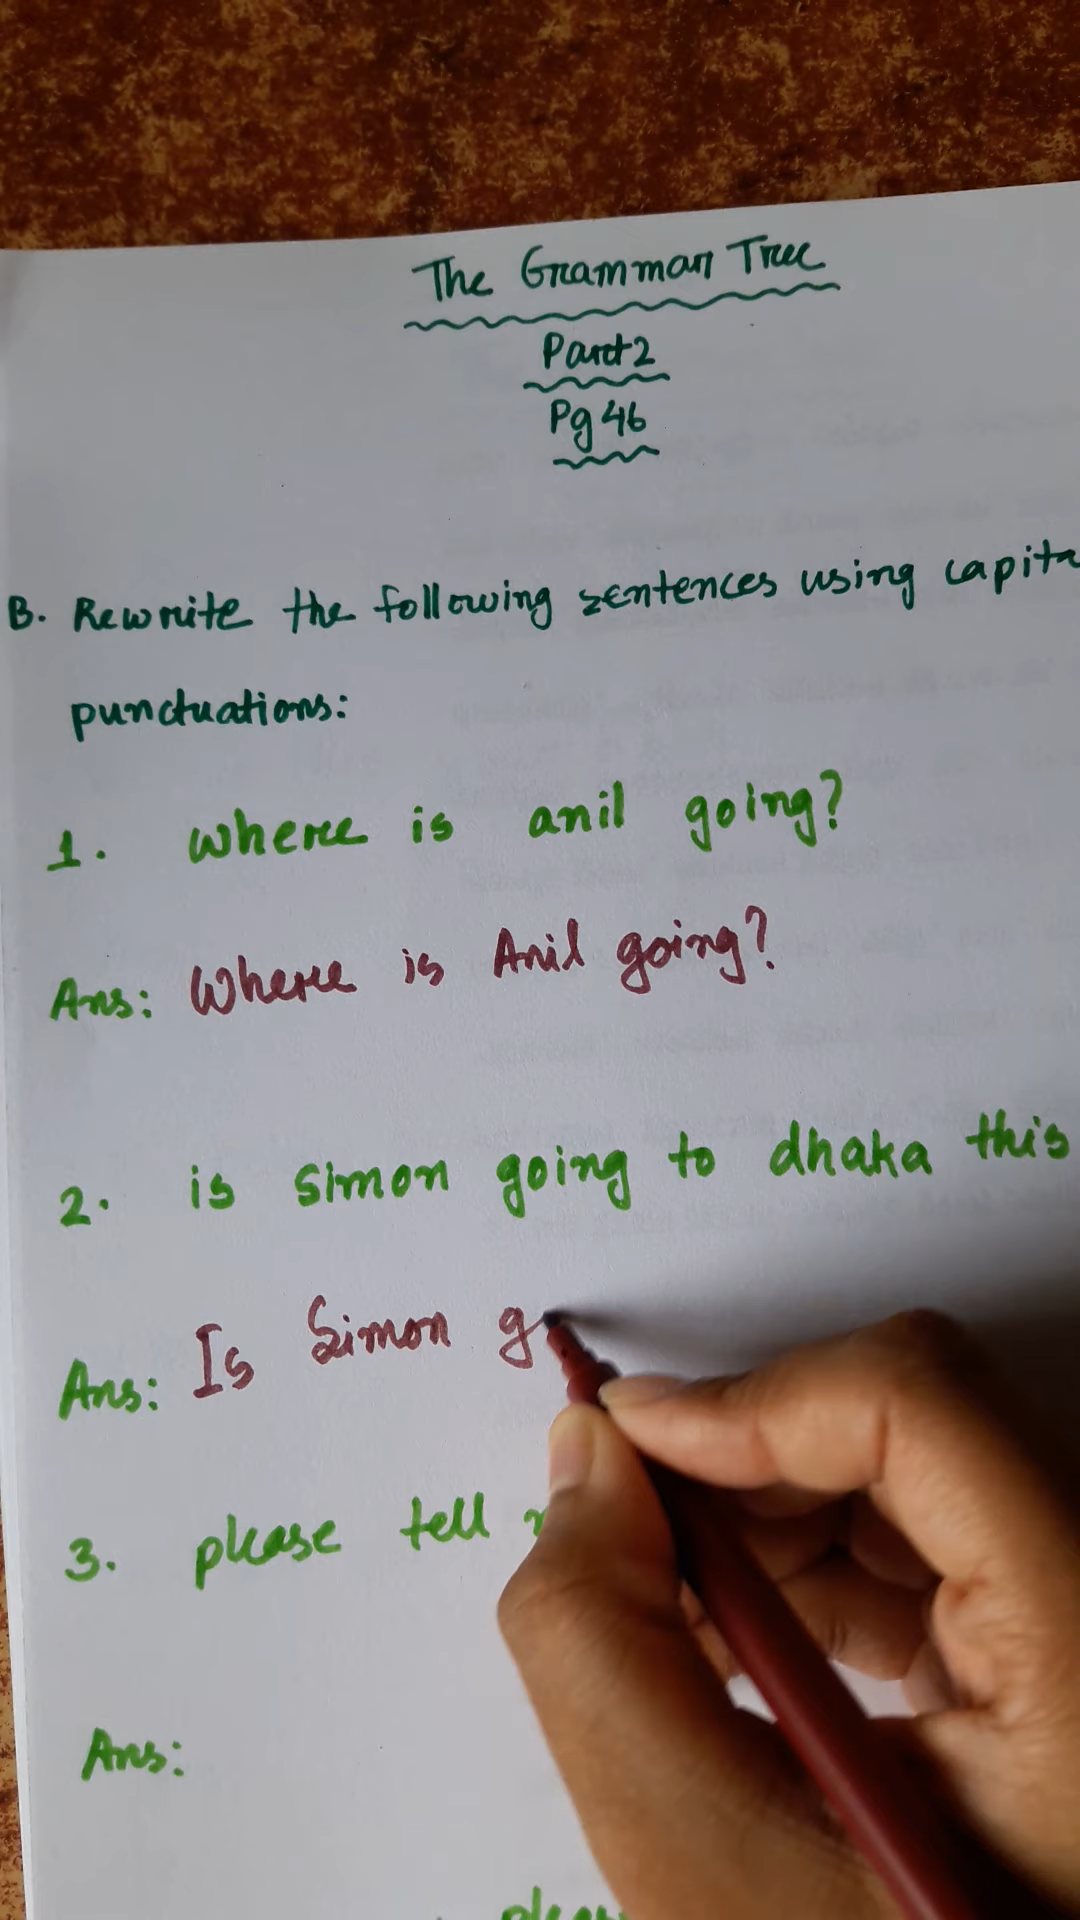 The Grammar Tree
Part 2
Pg 46
B. Rewrite the following sentences using capita
punctuations:
1. where is anil going?
Ans: Where is Anil going?
2. is simon going to dhaka this
Ans: Is Simon g
3. please tell
Ans: